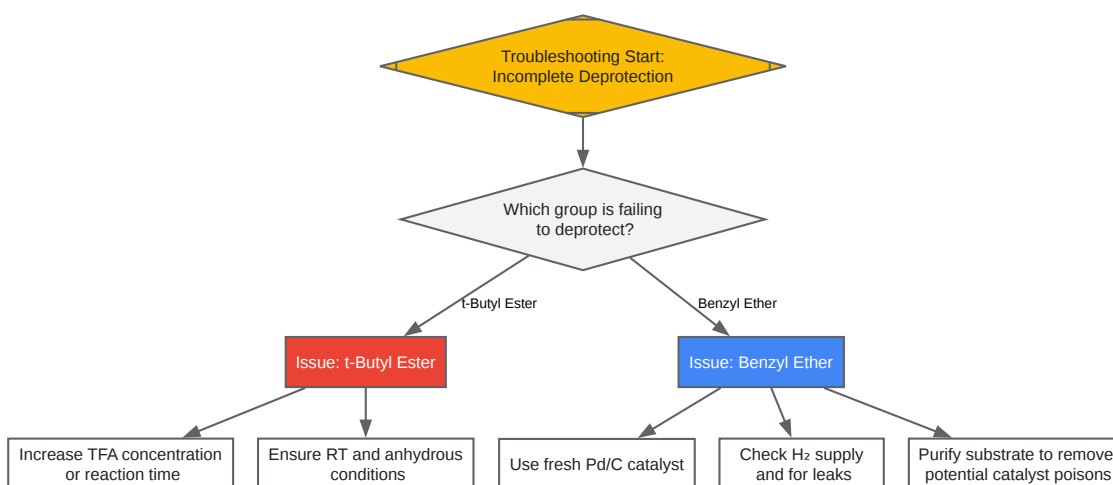 Troubleshooting Start:
Incomplete Deprotection
Which group is failing
to deprotect?
t-Butyl Ester
Benzyl Ether
Issue: t-Butyl Ester
Issue: Benzyl Ether
Increase TFA concentration
or reaction time
Ensure RT and anhydrous
conditions
Use fresh Pd/C catalyst
Check H₂ supply
and for leaks
Purify substrate to remove
potential catalyst poisons